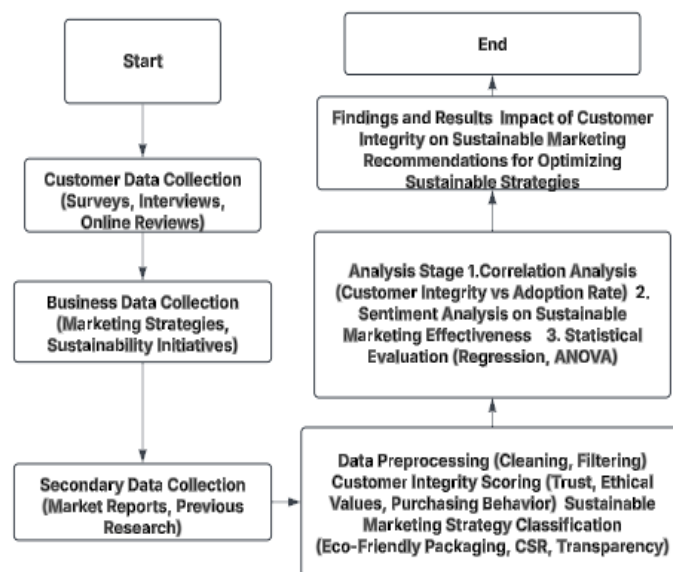 Start
Customer Data Collection
(Surveys, Interviews,
Online Reviews)
Business Data Collection
(Marketing Strategies,
Sustainability Initiatives)
Secondary Data Collection
(Market Reports, Previous
Research)
Data Preprocessing (Cleaning, Filtering)
Customer Integrity Scoring (Trust, Ethical
Values, Purchasing Behavior) Sustainable
Marketing Strategy Classification
(Eco-Friendly Packaging, CSR, Transparency)
Analysis Stage 1.Correlation Analysis
(Customer Integrity vs Adoption Rate) 2.
Sentiment Analysis on Sustainable
Marketing Effectiveness 3. Statistical
Evaluation (Regression, ANOVA)
Findings and Results Impact of Customer
Integrity on Sustainable Marketing
Recommendations for Optimizing
Sustainable Strategies
End